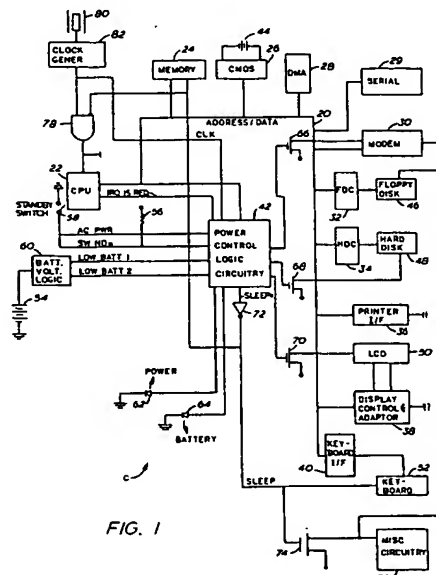 80
82
CLOCK
GENER
24
MEMORY
44
26
CMOS
28
DMA
29
SERIAL
ADDRESS/DATA
20
78
CLK
66
30
MODEM
22
CPU
IRQ IS REQ
42
FDC
32
FLOPPY
DISK
46
STANDBY
SWITCH
58
56
AC PWR
SW NO
POWER
CONTROL
LOGIC
CIRCUITRY
HDC
34
HARD
DISK
48
60
BATT.
VOLT.
LOGIC
LOW BATT 1
LOW BATT 2
68
54
SLEEP
72
PRINTER
I/F
36
70
LCD
50
POWER
62
64
BATTERY
DISPLAY
CONTROL &
ADAPTOR
38
KEY-
BOARD
I/F
40
C
SLEEP
KEY-
BOARD
52
FIG. 1
74
MISC
CIRCUITRY